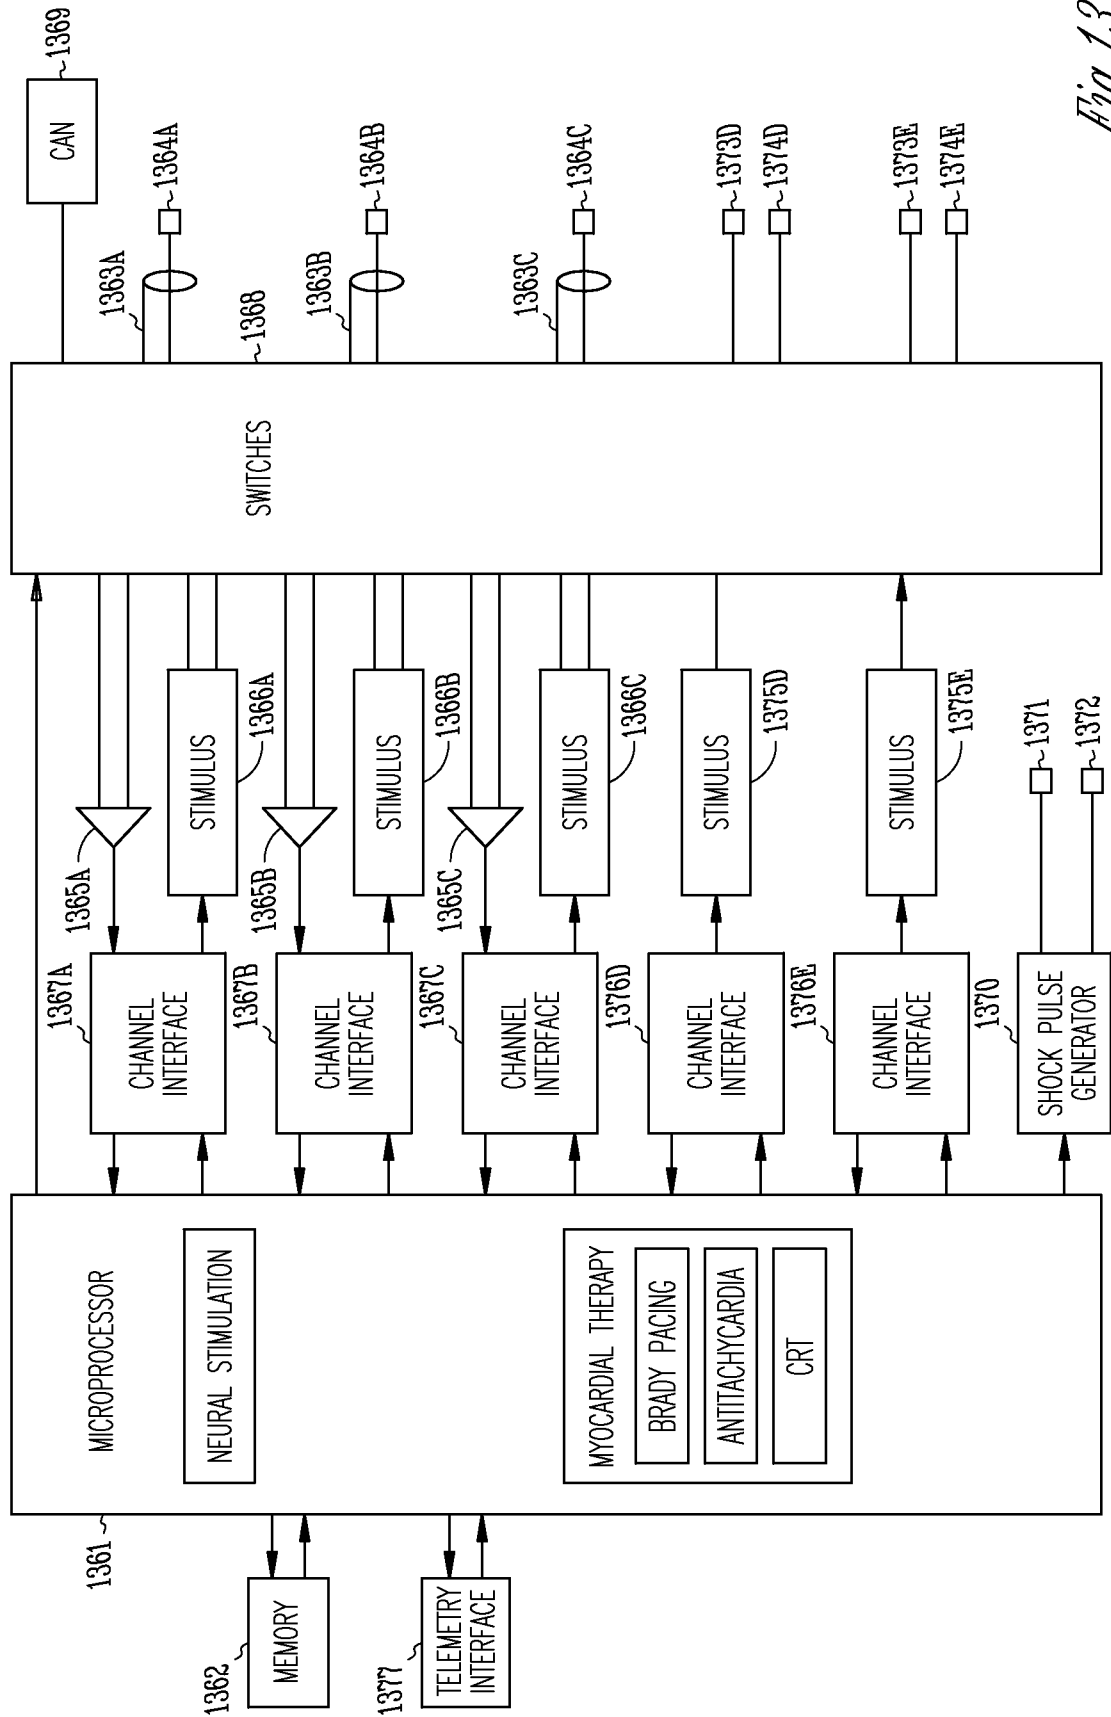 1369
CAN
1363A
1364A
1363B
1364B
1368
1363C
1364C
1373D
1374D
1373E
1374E
SWITCHES
1365A
STIMULUS
1366A
1365B
STIMULUS
1366B
1365C
STIMULUS
1366C
STIMULUS
1375D
STIMULUS
1375E
1371
1372
1367A
CHANNEL
INTERFACE
1367B
CHANNEL
INTERFACE
1367C
CHANNEL
INTERFACE
1376D
CHANNEL
INTERFACE
1376E
CHANNEL
INTERFACE
1370
SHOCK PULSE
GENERATOR
MICROPROCESSOR
NEURAL STIMULATION
MYOCARDIAL THERAPY
BRADY PACING
ANTITACHYCARDIA
CRT
1361
1362
MEMORY
1377
TELEMETRY
INTERFACE
Fig. 13